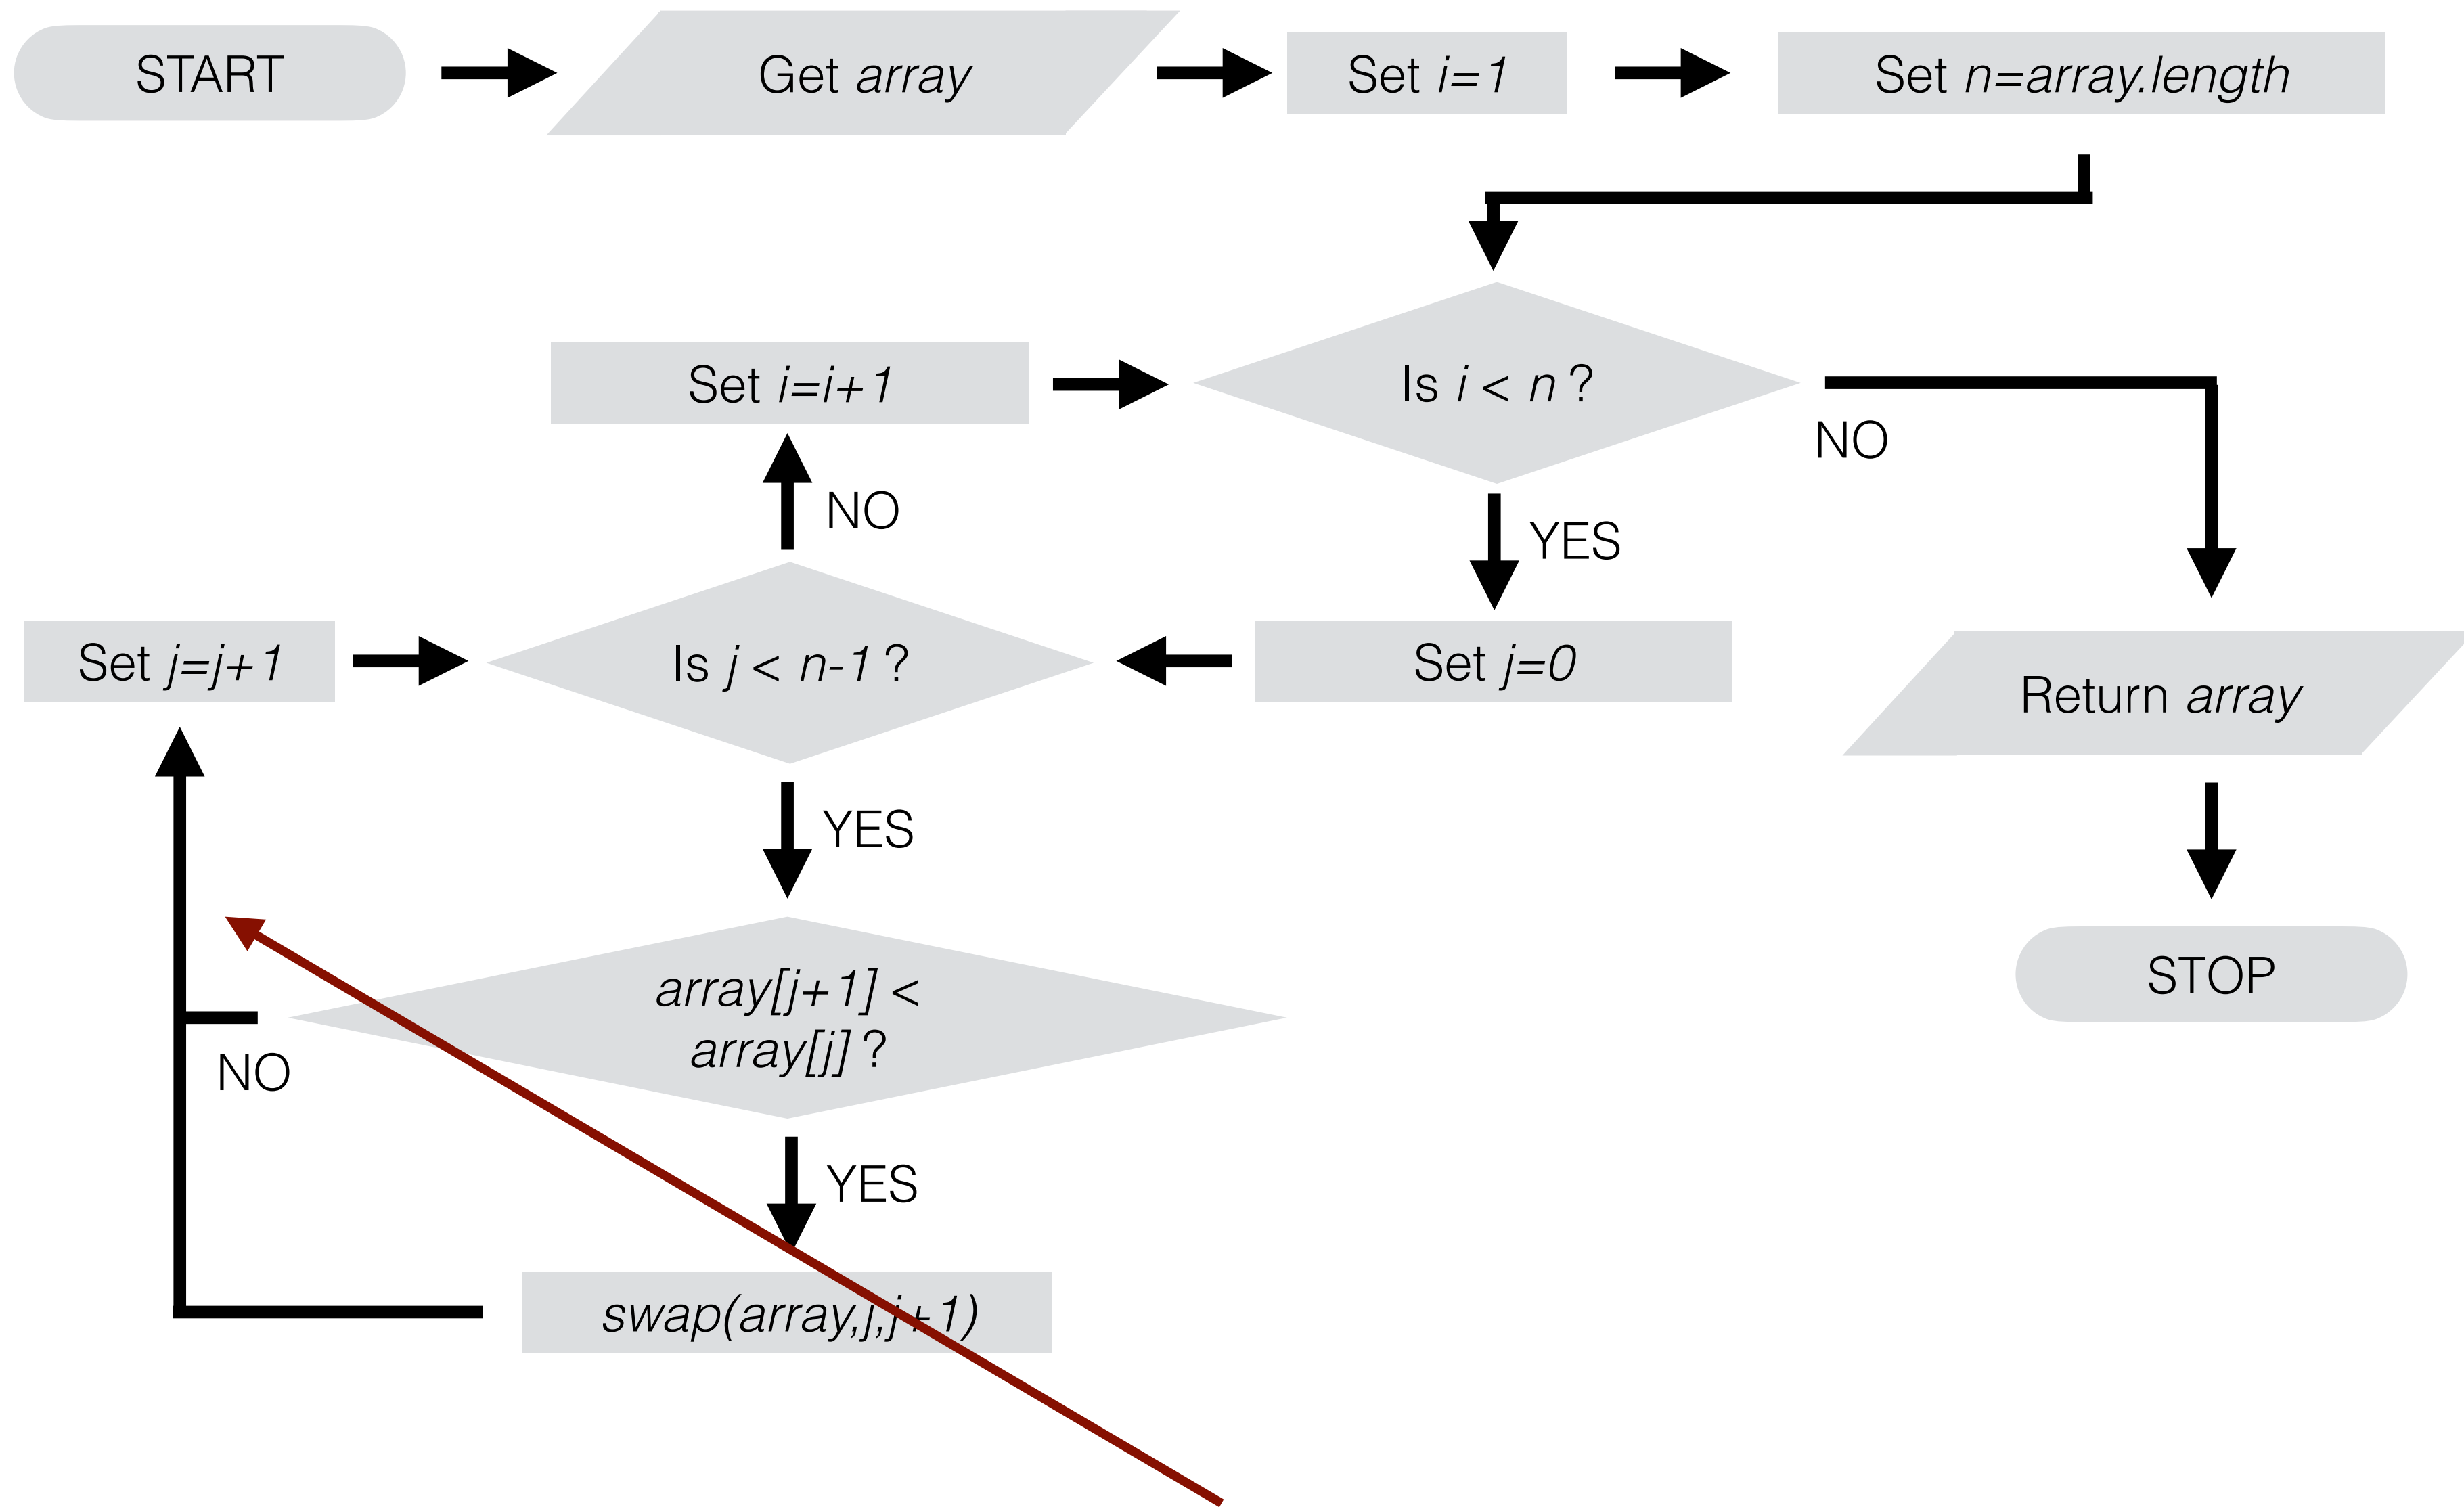 START
Get array
Set i=1
Set n=array.length
Set i=i+1
Is i < n ?
NO
NO
YES
Set j=j+1
Is j < n-1 ?
Set j=0
Return array
YES
array[j+1] <
array[j] ?
STOP
NO
YES
swap(array,j,j+1)